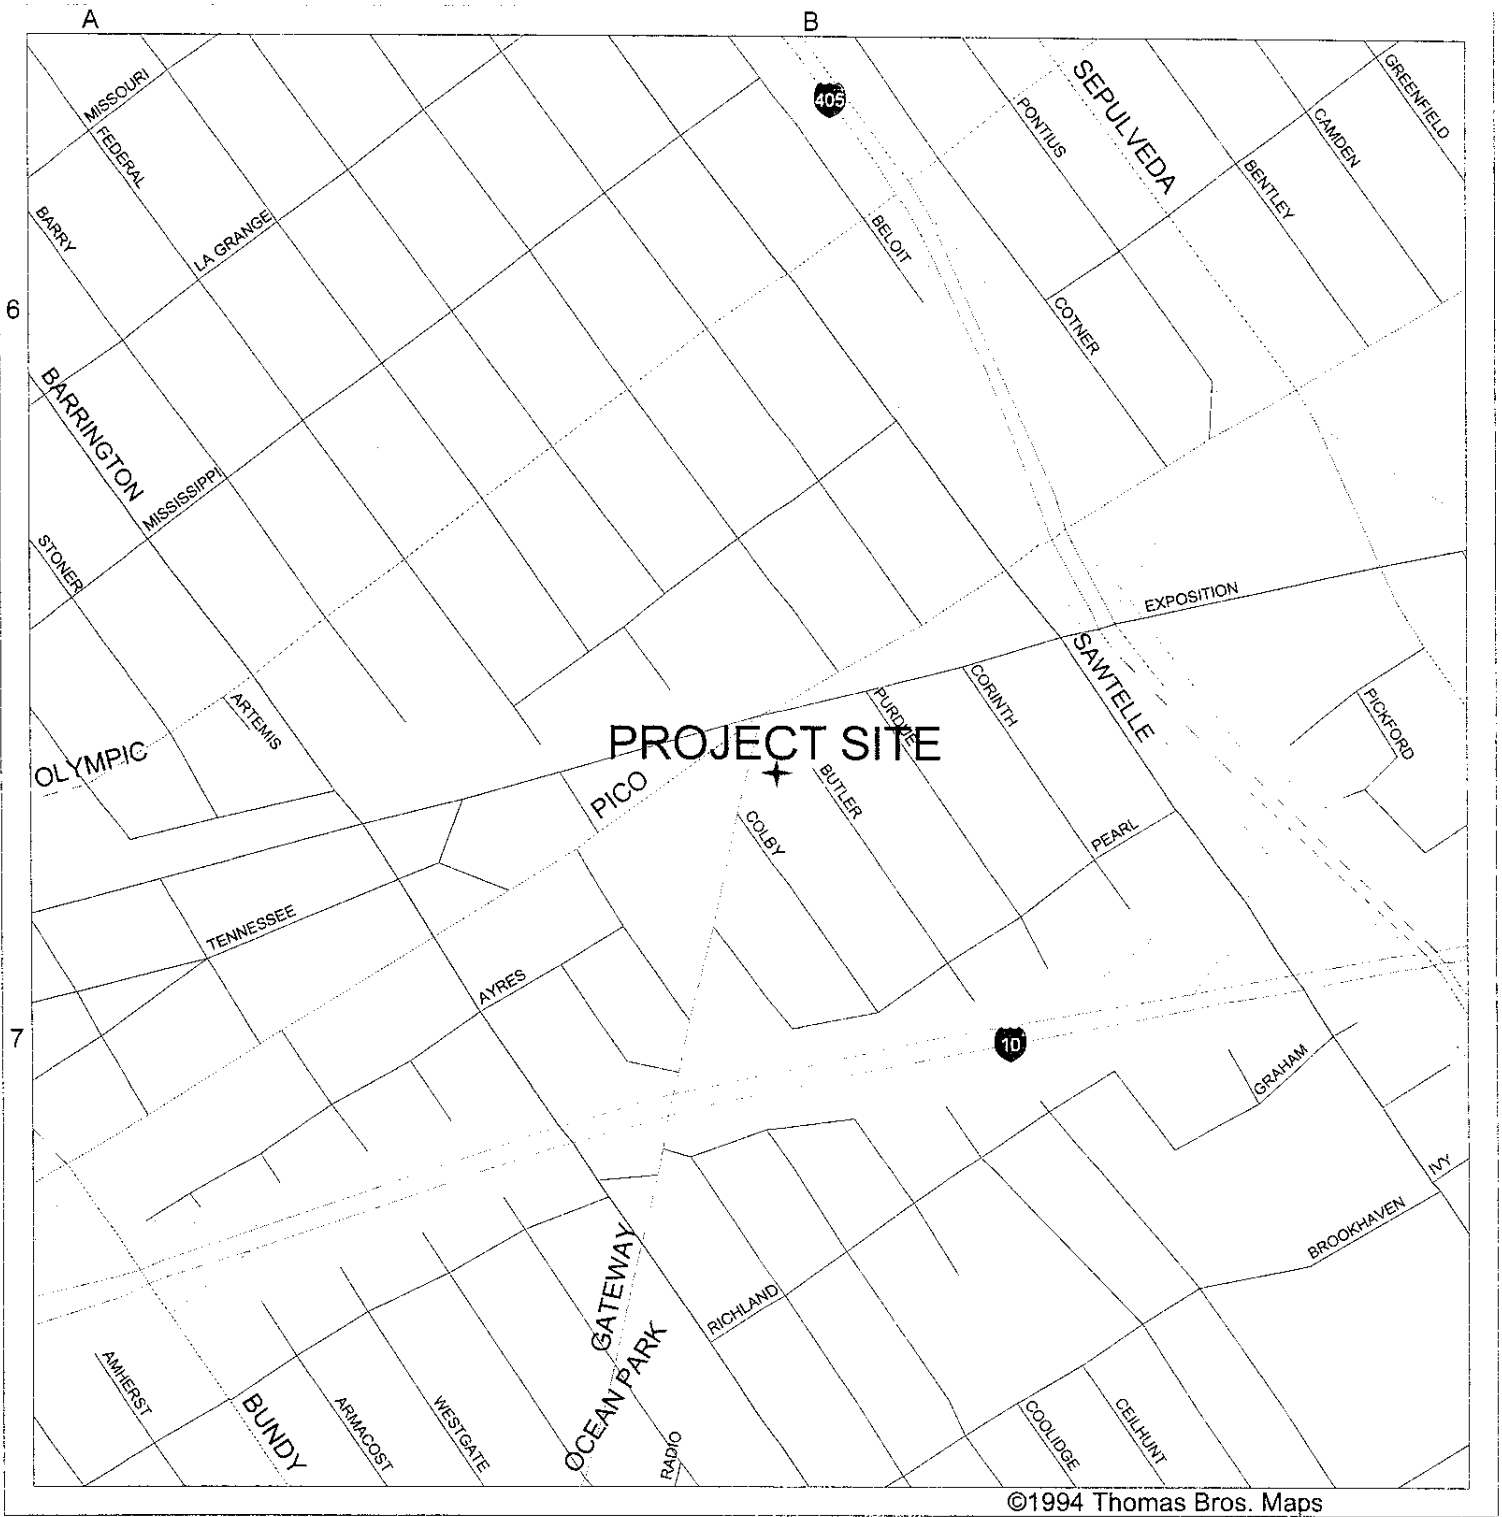 A
B
405
SEPULVEDA
GREENFIELD
MISSOURI
FEDERAL
PONTIUS
CAMDEN
BENTLEY
BARRY
LA GRANGE
BELOIT
6
COTNER
BARRINGTON
MISSISSIPPI
STONER
EXPOSITION
SAWTELLE
CORINTH
PURDUE
PICKFORD
ARTEMIS
PROJECT SITE
OLYMPIC
PICO
BUTLER
COLBY
PEARL
TENNESSEE
AYRES
7
10
GRAHAM
IVY
BROOKHAVEN
GATEWAY
RICHLAND
OCEAN PARK
AMHERST
BUNDY
ARMACOST
WESTGATE
RADIO
COOLIDGE
CEILHUNT
©1994 Thomas Bros. Maps